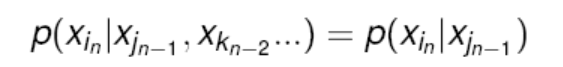 p(x_{i_n}|x_{j_{n-1}}, x_{k_{n-2}}...) = p(x_{i_n}|x_{j_{n-1}})